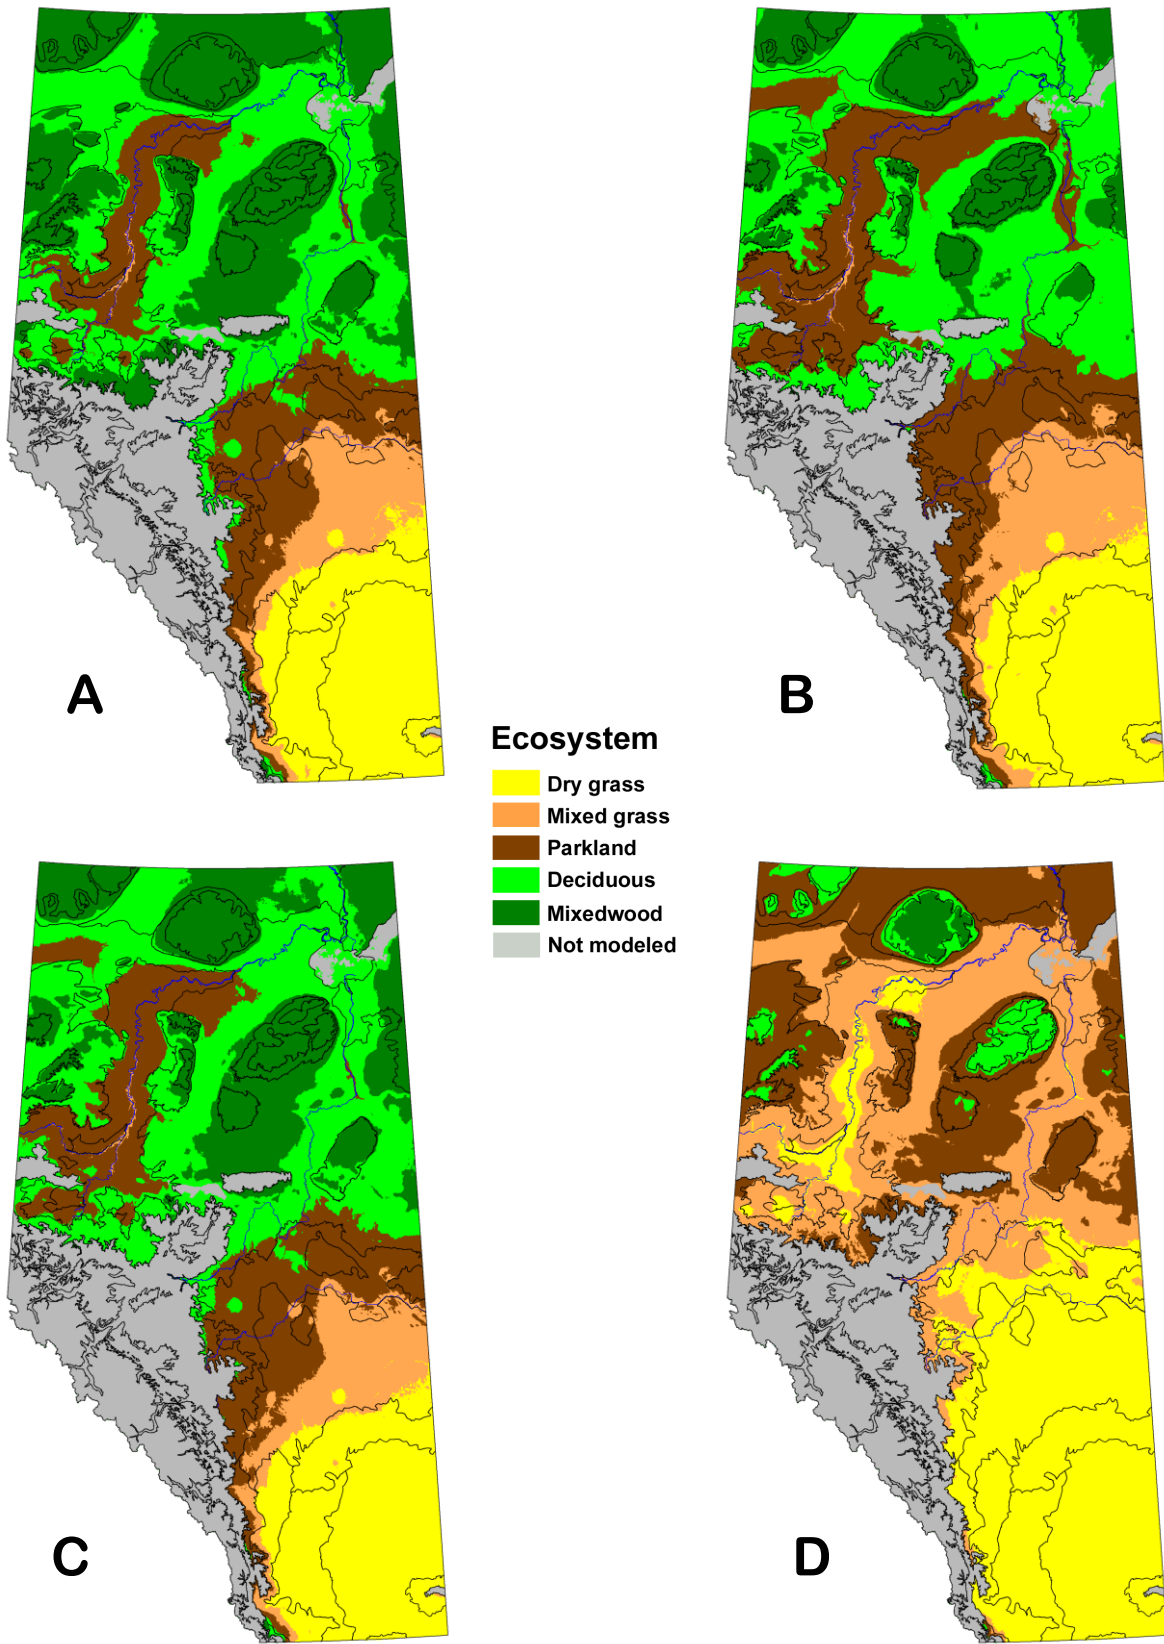 A
B
Ecosystem
Dry grass
Mixed grass
Parkland
Deciduous
Mixedwood
Not modeled
C
D